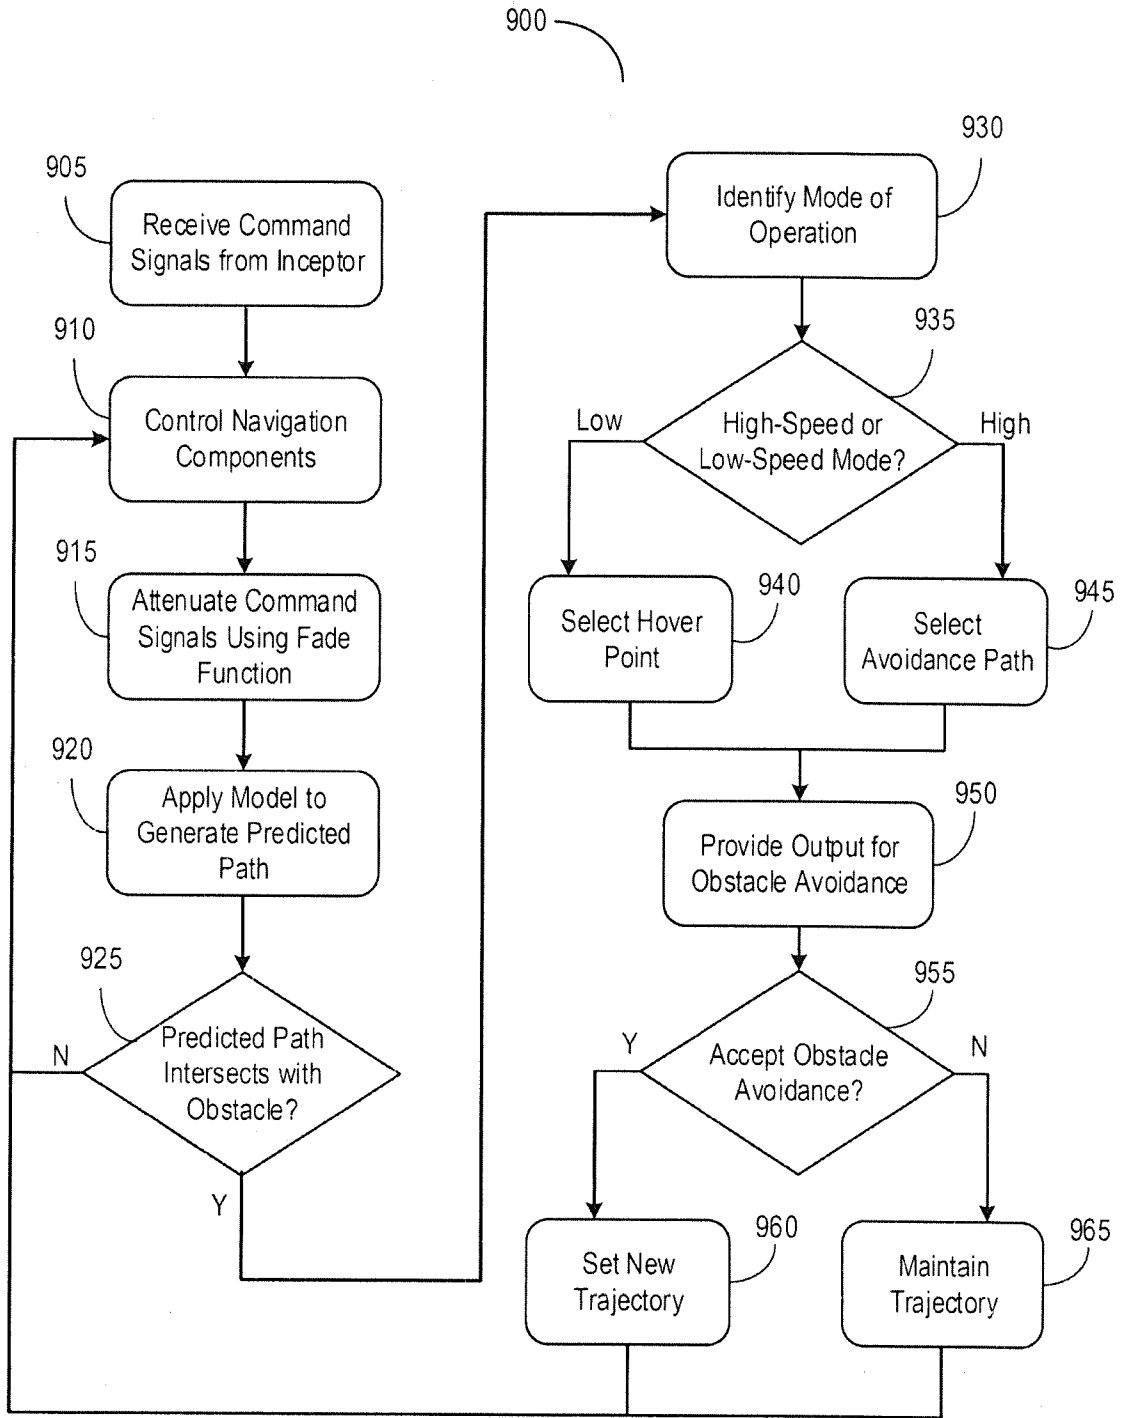 900
905
Receive Command
Signals from Inceptor
910
Control Navigation
Components
915
Attenuate Command
Signals Using Fade
Function
920
Apply Model to
Generate Predicted
Path
925
Predicted Path
Intersects with
Obstacle?
N
Y
930
Identify Mode of
Operation
935
High-Speed or
Low-Speed Mode?
Low
High
940
Select Hover
Point
945
Select
Avoidance Path
950
Provide Output for
Obstacle Avoidance
955
Accept Obstacle
Avoidance?
Y
N
960
Set New
Trajectory
965
Maintain
Trajectory